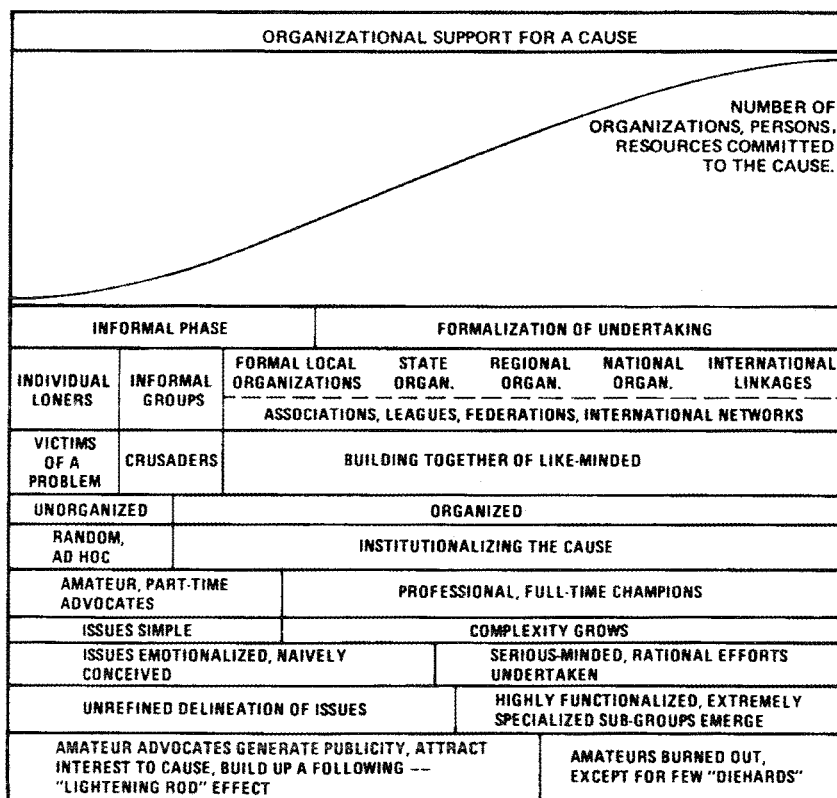 ORGANIZATIONAL SUPPORT FOR A CAUSE
NUMBER OF
ORGANIZATIONS, PERSONS,
RESOURCES COMMITTED
TO THE CAUSE.
INFORMAL PHASE
FORMALIZATION OF UNDERTAKING
INDIVIDUAL
LONERS
INFORMAL
GROUPS
FORMAL LOCAL
ORGANIZATIONS
STATE
ORGAN.
REGIONAL
ORGAN.
NATIONAL
ORGAN.
INTERNATIONAL
LINKAGES
ASSOCIATIONS, LEAGUES, FEDERATIONS, INTERNATIONAL NETWORKS
VICTIMS
OF A
PROBLEM
CRUSADERS
BUILDING TOGETHER OF LIKE-MINDED
UNORGANIZED
ORGANIZED
RANDOM,
AD HOC
INSTITUTIONALIZING THE CAUSE
AMATEUR, PART-TIME
ADVOCATES
PROFESSIONAL, FULL-TIME CHAMPIONS
ISSUES SIMPLE
COMPLEXITY GROWS
ISSUES EMOTIONALIZED, NAIVELY
CONCEIVED
SERIOUS-MINDED, RATIONAL EFFORTS
UNDERTAKEN
UNREFINED DELINEATION OF ISSUES
HIGHLY FUNCTIONALIZED, EXTREMELY
SPECIALIZED SUB-GROUPS EMERGE
AMATEUR ADVOCATES GENERATE PUBLICITY, ATTRACT
INTEREST TO CAUSE, BUILD UP A FOLLOWING --
"LIGHTENING ROD" EFFECT
AMATEURS BURNED OUT,
EXCEPT FOR FEW "DIEHARDS"